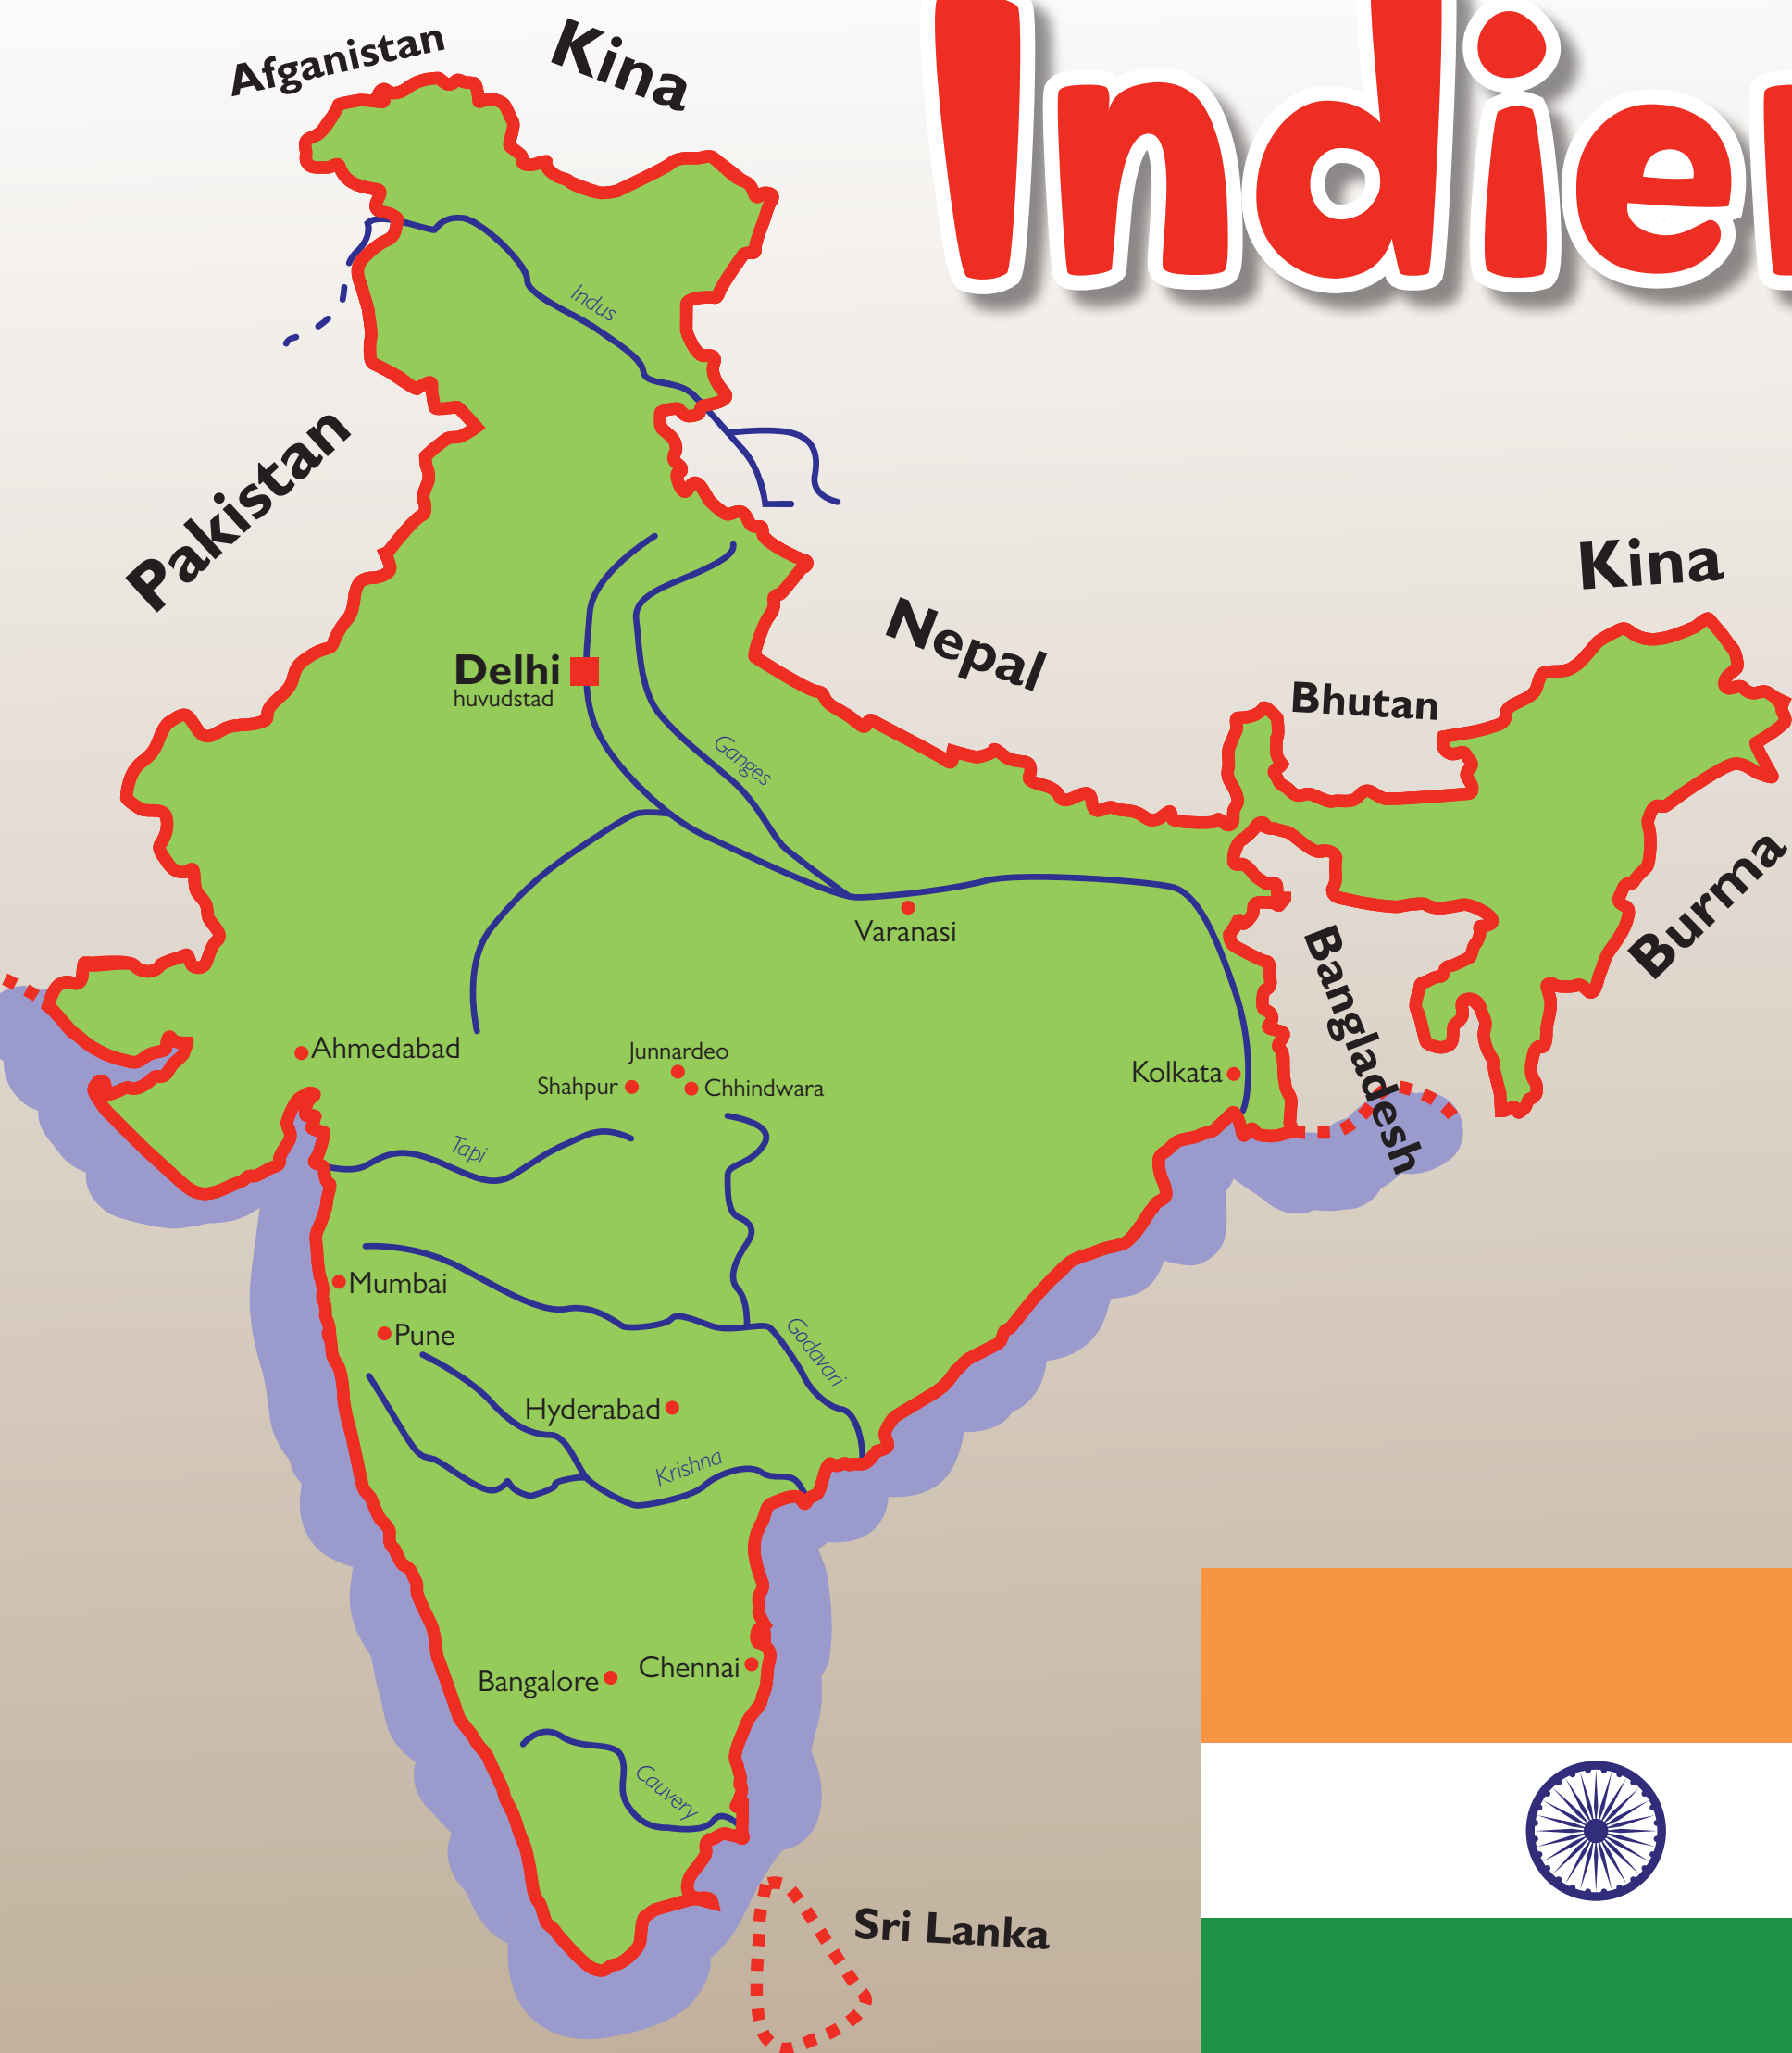 Indien
Afganistan
Kina
Indus
Pakistan
Kina
Nepal
Delhi
huvudstad
Bhutan
Ganges
Burma
Varanasi
Bangladesh
Ahmedabad
Junnardeo
Shahpur
Chhindwara
Kolkata
Tapi
Mumbai
Pune
Godavari
Hyderabad
Krishna
Bangalore
Chennai
Cauvery
Sri Lanka